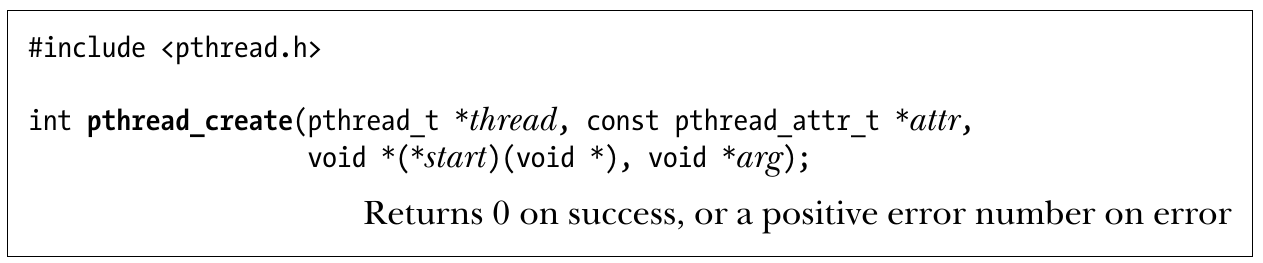 #include <pthread.h>
int pthread_create(pthread_t *thread, const pthread_attr_t *attr,
void *(*start)(void *), void *arg);
Returns 0 on success, or a positive error number on error